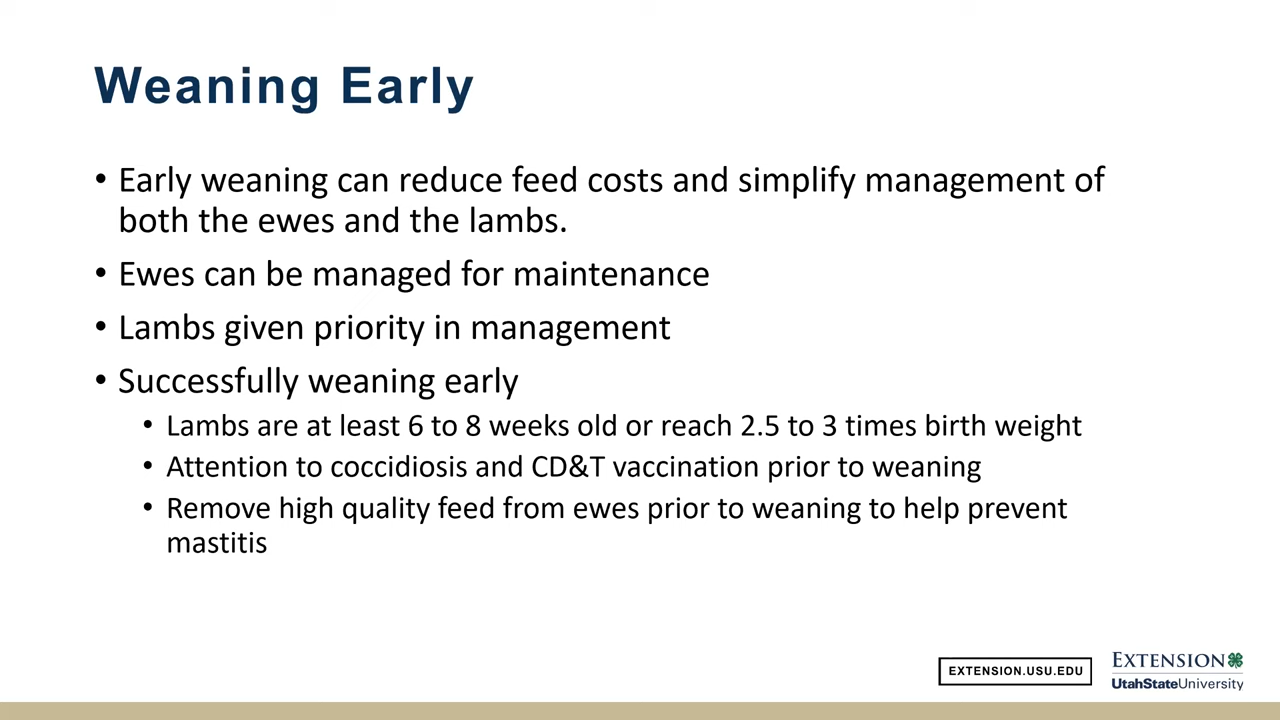 Weaning Early
• Early weaning can reduce feed costs and simplify management of
both the ewes and the lambs.
• Ewes can be managed for maintenance
• Lambs given priority in management
• Successfully weaning early
• Lambs are at least 6 to 8 weeks old or reach 2.5 to 3 times birth weight
• Attention to coccidiosis and CD&T vaccination prior to weaning
• Remove high quality feed from ewes prior to weaning to help prevent
mastitis
EXTENSION.USU.EDU
EXTENSION
UtahStateUniversity